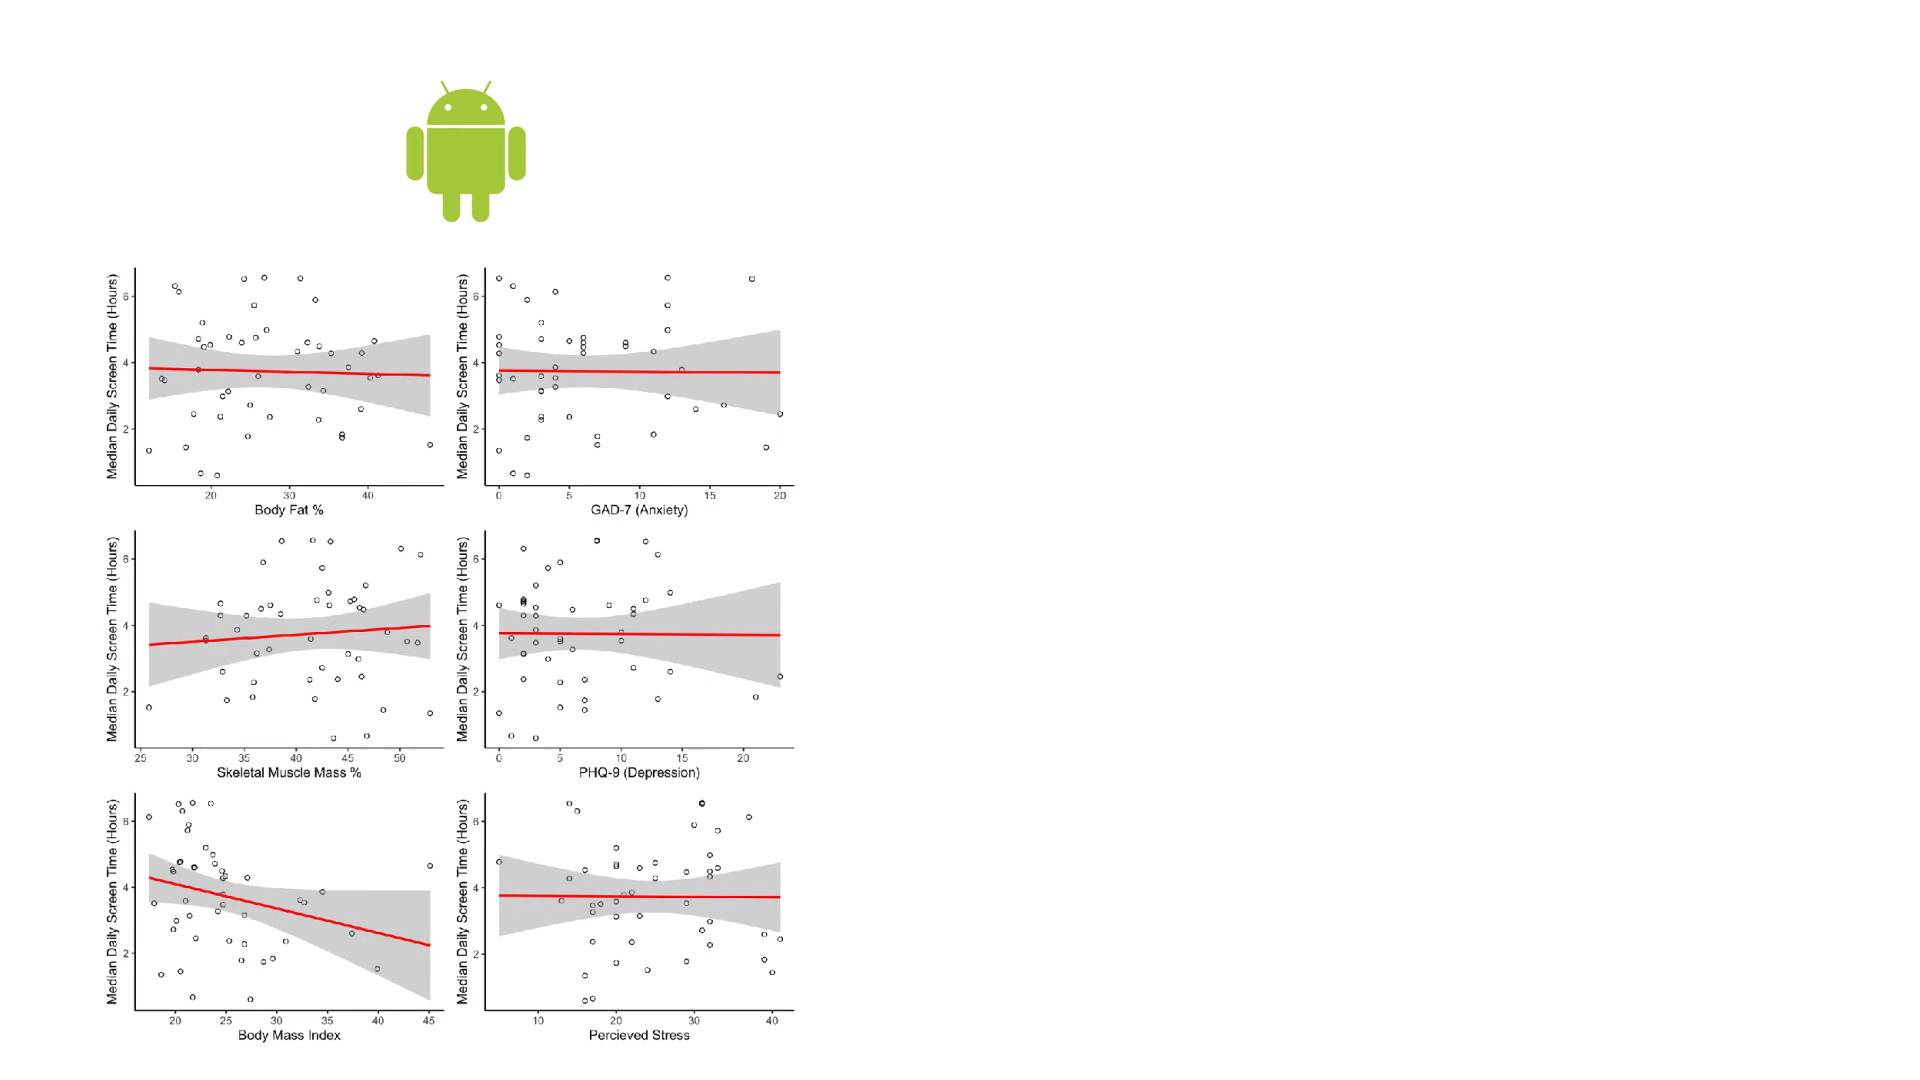 Median Daily Screen Time (Hours)
6
4
2
20 30 40
Body Fat %
Median Daily Screen Time (Hours)
6
4
2
0 5 10 15 20
GAD-7 (Anxiety)
Median Daily Screen Time (Hours)
6
4
2
25 30 35 40 45 50
Skeletal Muscle Mass %
Median Daily Screen Time (Hours)
6
4
2
0 5 10 15 20
PHQ-9 (Depression)
Median Daily Screen Time (Hours)
6
4
2
20 25 30 35 40 45
Body Mass Index
Median Daily Screen Time (Hours)
6
4
2
10 20 30 40
Percieved Stress